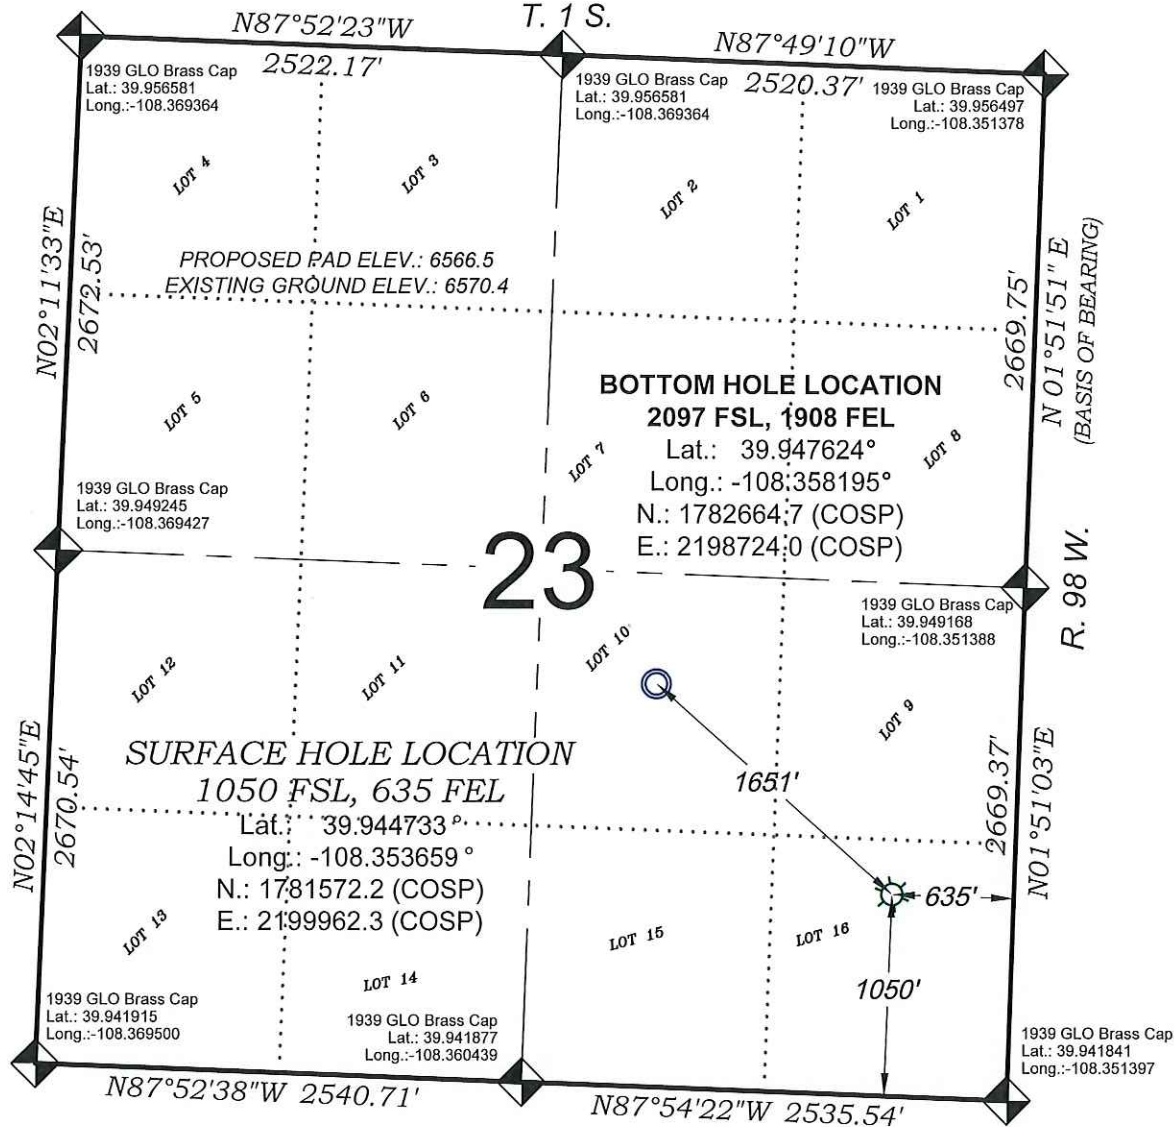 T. 1 S.
N87°52'23"W
2522.17'
N87°49'10"W
2520.37'
1939 GLO Brass Cap
Lat.: 39.956581
Long.:-108.369364
1939 GLO Brass Cap
Lat.: 39.956581
Long.:-108.369364
1939 GLO Brass Cap
Lat.: 39.956497
Long.:-108.351378
LOT 4
LOT 3
LOT 2
LOT 1
N02°11'33"E
2672.53'
PROPOSED PAD ELEV.: 6566.5
EXISTING GROUND ELEV.: 6570.4
2669.75'
N 01°51'51" E
(BASIS OF BEARING)
BOTTOM HOLE LOCATION
2097 FSL, 1908 FEL
Lat.: 39.947624°
Long.: -108.358195°
N.: 1782664.7 (COSP)
E.: 2198724.0 (COSP)
LOT 5
LOT 6
LOT 7
LOT 8
1939 GLO Brass Cap
Lat.: 39.949245
Long.:-108.369427
23
R. 98 W.
1939 GLO Brass Cap
Lat.: 39.949168
Long.:-108.351388
LOT 12
LOT 11
LOT 10
LOT 9
N02°14'45"E
2670.54'
SURFACE HOLE LOCATION
1050 FSL, 635 FEL
Lat.: 39.944733°
Long.: -108.353659°
N.: 1781572.2 (COSP)
E.: 2199962.3 (COSP)
1651'
2669.37'
N01°51'03"E
635'
LOT 13
LOT 14
LOT 15
LOT 16
1050'
1939 GLO Brass Cap
Lat.: 39.941915
Long.:-108.369500
1939 GLO Brass Cap
Lat.: 39.941877
Long.:-108.360439
1939 GLO Brass Cap
Lat.: 39.941841
Long.:-108.351397
N87°52'38"W 2540.71'
N87°54'22"W 2535.54'